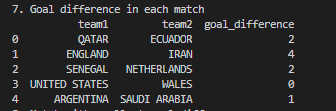 7. Goal difference in each match
team1 team2 goal_difference
0 QATAR ECUADOR 2
1 ENGLAND IRAN 4
2 SENEGAL NETHERLANDS 2
3 UNITED STATES WALES 0
4 ARGENTINA SAUDI ARABIA 1